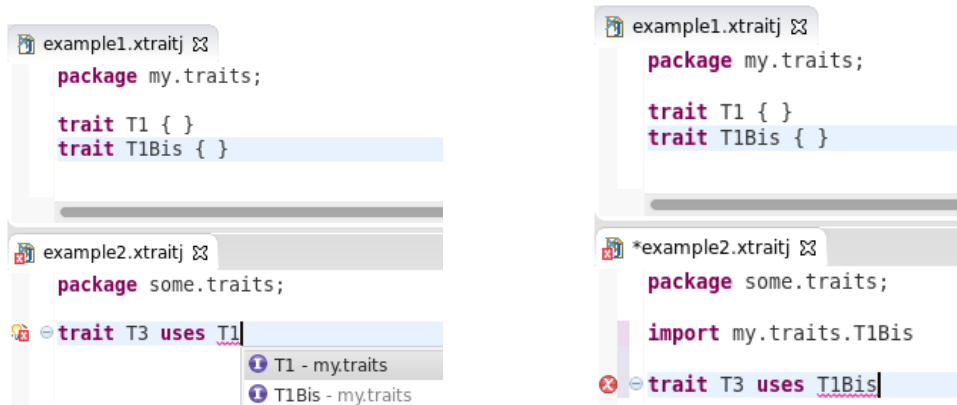 example1.xtraitj
package my.traits;
trait T1 { }
trait T1Bis { }
example2.xtraitj
package some.traits;
trait T3 uses T1
T1 - my.traits
T1Bis - my.traits
example1.xtraitj
package my.traits;
trait T1 { }
trait T1Bis { }
*example2.xtraitj
package some.traits;
import my.traits.T1Bis
trait T3 uses T1Bis